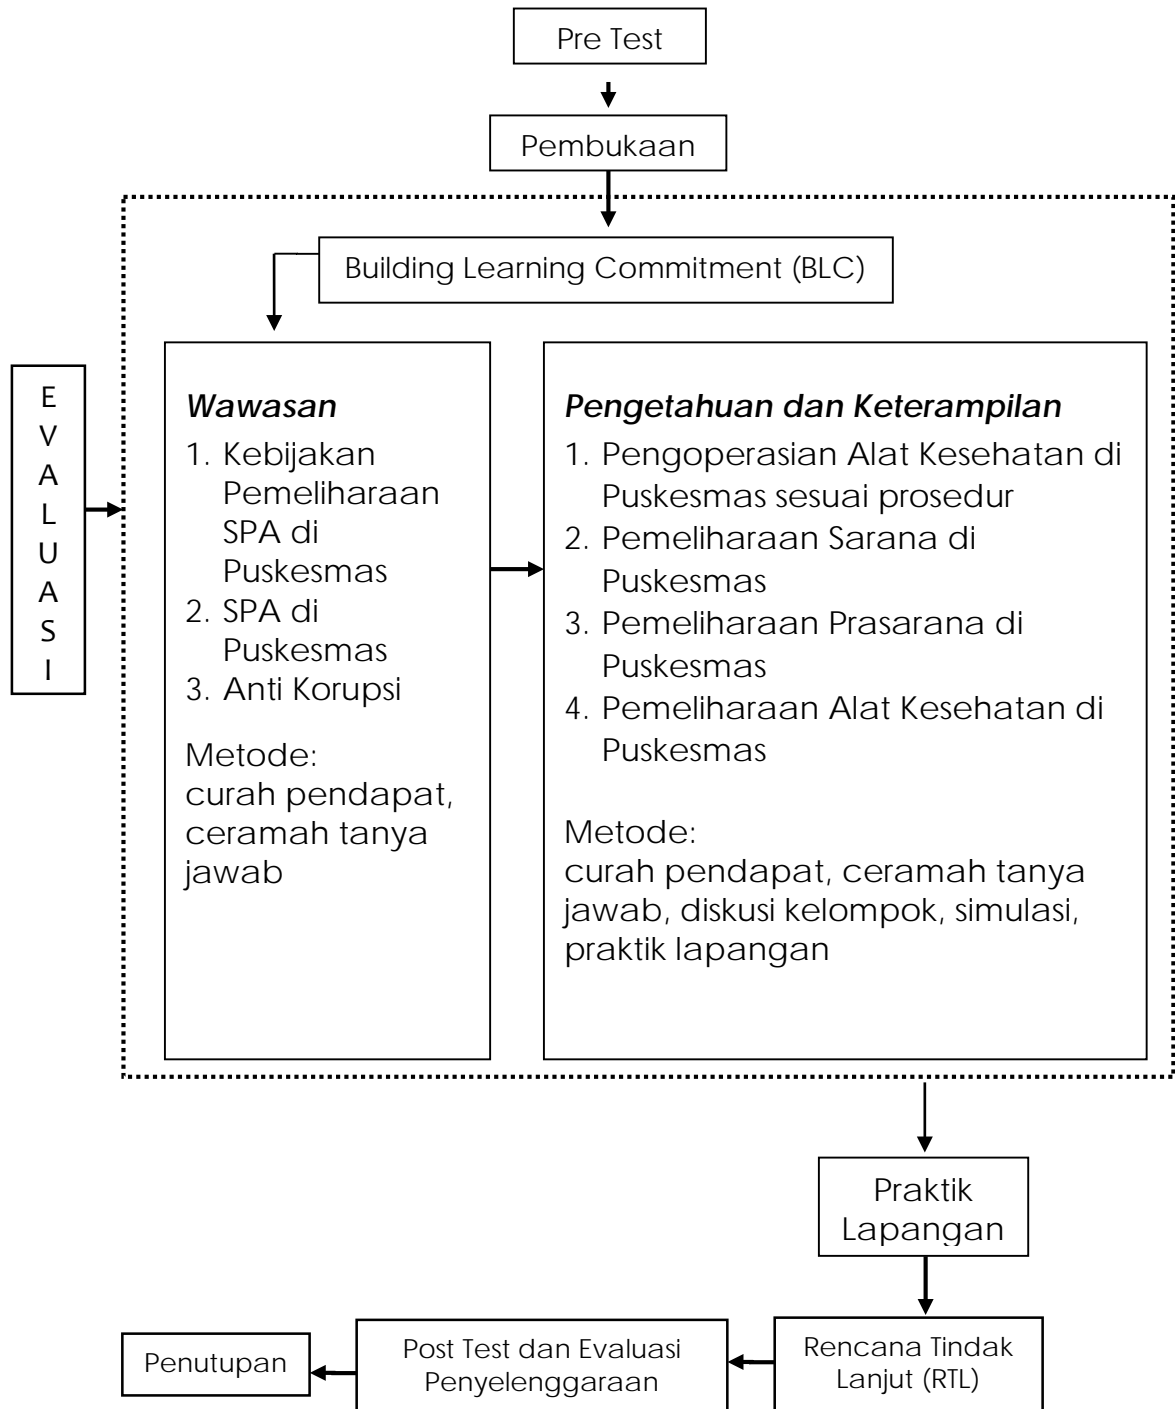 Pre Test
Pembukaan
Building Learning Commitment (BLC)
E
V
A
L
U
A
S
I
Wawasan
1. Kebijakan
Pemeliharaan
SPA di
Puskesmas
2. SPA di
Puskesmas
3. Anti Korupsi
Metode:
curah pendapat,
ceramah tanya
jawab
Pengetahuan dan Keterampilan
1. Pengoperasian Alat Kesehatan di
Puskesmas sesuai prosedur
2. Pemeliharaan Sarana di
Puskesmas
3. Pemeliharaan Prasarana di
Puskesmas
4. Pemeliharaan Alat Kesehatan di
Puskesmas
Metode:
curah pendapat, ceramah tanya
jawab, diskusi kelompok, simulasi,
praktik lapangan
Praktik
Lapangan
Rencana Tindak
Lanjut (RTL)
Post Test dan Evaluasi
Penyelenggaraan
Penutupan